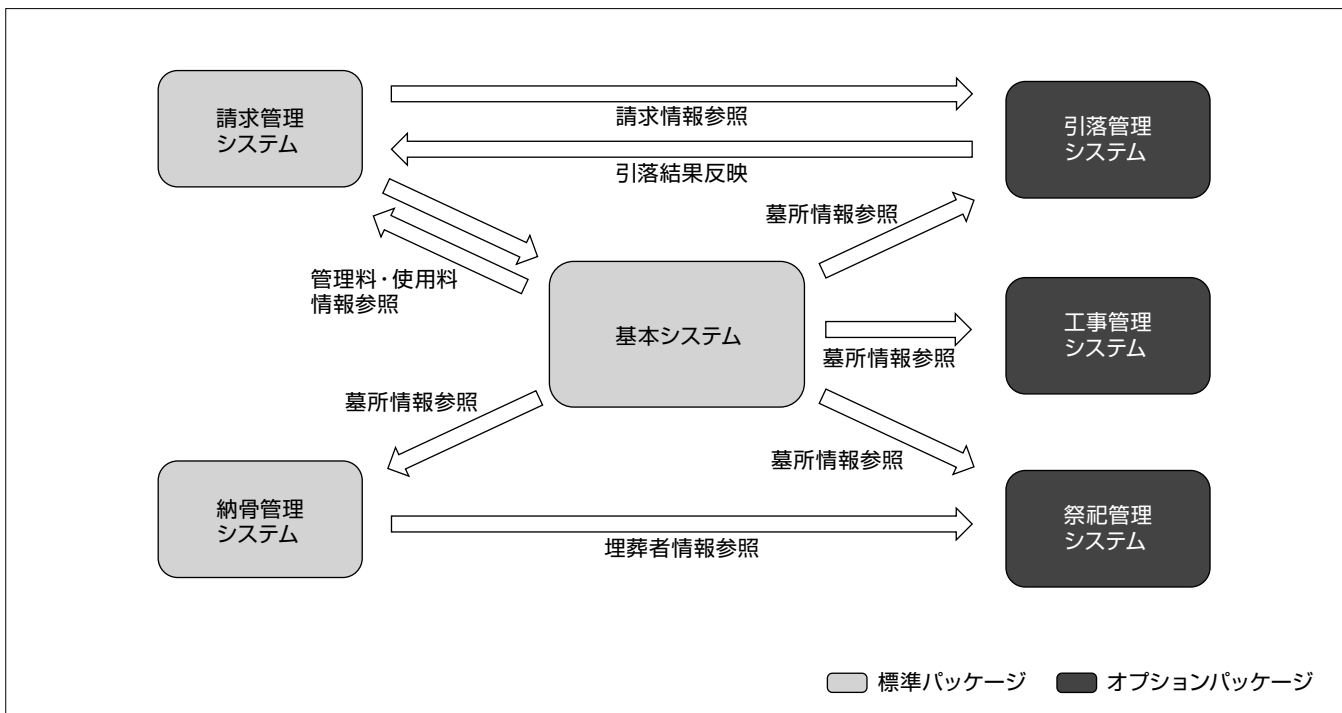 請求管理
システム
請求情報参照
引落結果反映
引落管理
システム
墓所情報参照
管理料・使用料
情報参照
基本システム
工事管理
システム
墓所情報参照
墓所情報参照
墓所情報参照
納骨管理
システム
埋葬者情報参照
祭祀管理
システム
標準パッケージ
オプションパッケージ